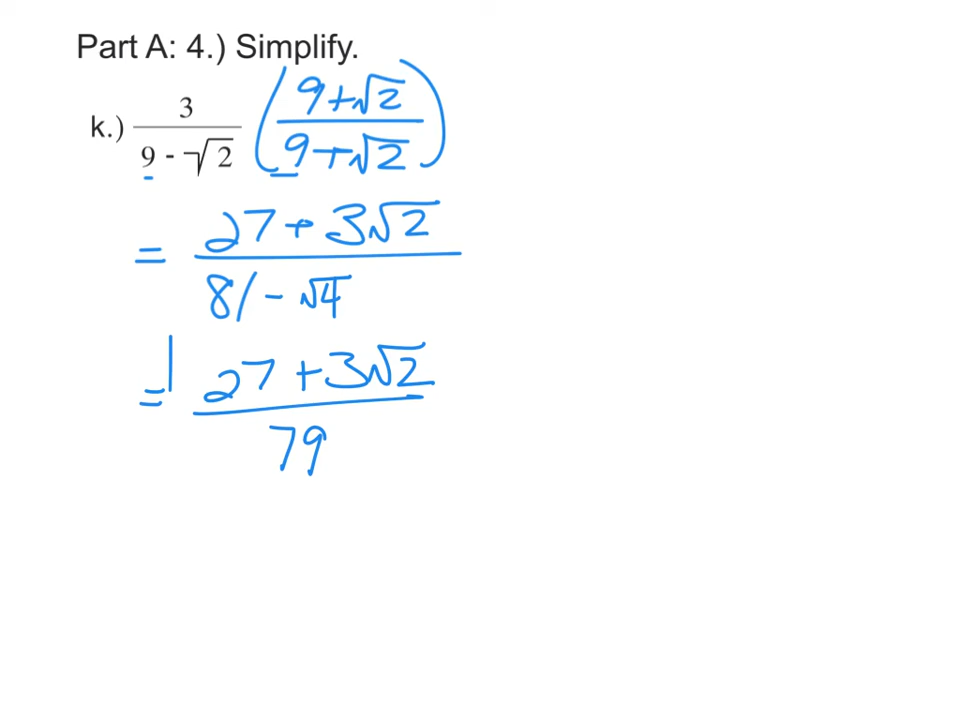 Part A: 4.) Simplify.
k.) 3/(9 - √2) ((9+√2)/(9+√2))
= (27 + 3√2)/(81 - √4)
= (27 + 3√2)/79